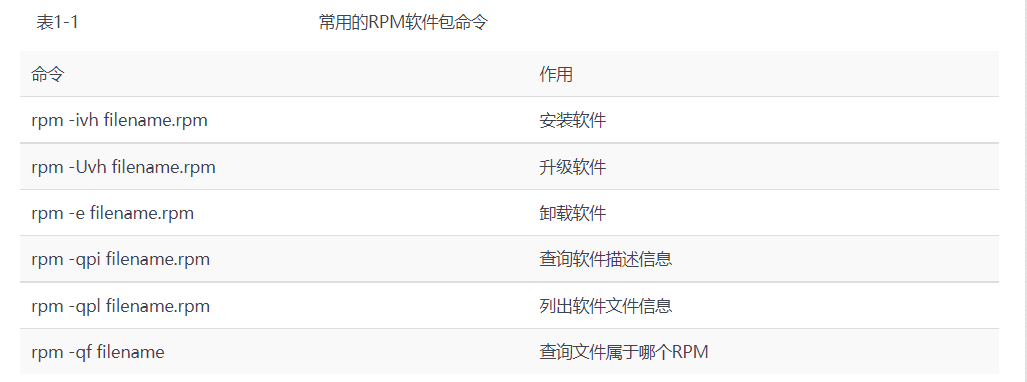 表1-1 常用的RPM软件包命令
命令 作用
rpm -ivh filename.rpm 安装软件
rpm -Uvh filename.rpm 升级软件
rpm -e filename.rpm 卸载软件
rpm -qpi filename.rpm 查询软件描述信息
rpm -qpl filename.rpm 列出软件文件信息
rpm -qf filename 查询文件属于哪个RPM